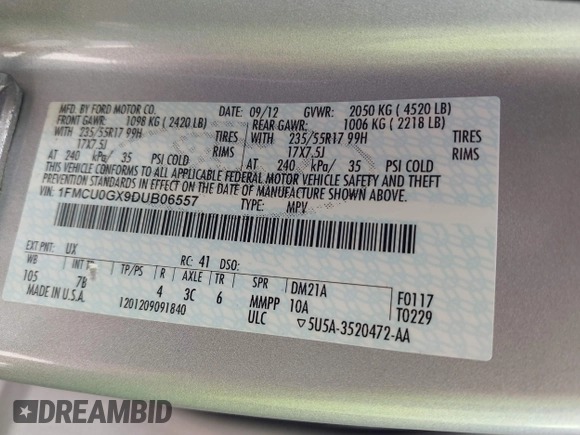 MFD. BY FORD MOTOR CO. DATE: 09/12 GVWR: 2050 KG ( 4520 LB)
FRONT GAWR: 1098 KG ( 2420 LB) REAR GAWR: 1006 KG ( 2218 LB)
WITH 235/55R17 99H TIRES WITH 235/55R17 99H TIRES
17X7.5J RIMS 17X7.5J RIMS
AT 240 kPa/ 35 PSI COLD AT 240 kPa/ 35 PSI COLD
THIS VEHICLE CONFORMS TO ALL APPLICABLE FEDERAL MOTOR VEHICLE SAFETY AND BUMPER
STANDARDS IN EFFECT ON THE DATE OF MANUFACTURE SHOWN ABOVE.
VIN: 1FMCU0GX9DUB06557 TYPE: MPV
EXT PNT: UX RC: 41 DSO:
WB INT TP/PS R AXLE TR SPR DM21A F0117
105 7B 4 3C 6 MMPP 10A T0229
MADE IN U.S.A. 1201209091840 ULC ▽5U5A-3520472-AA
DREAMBID